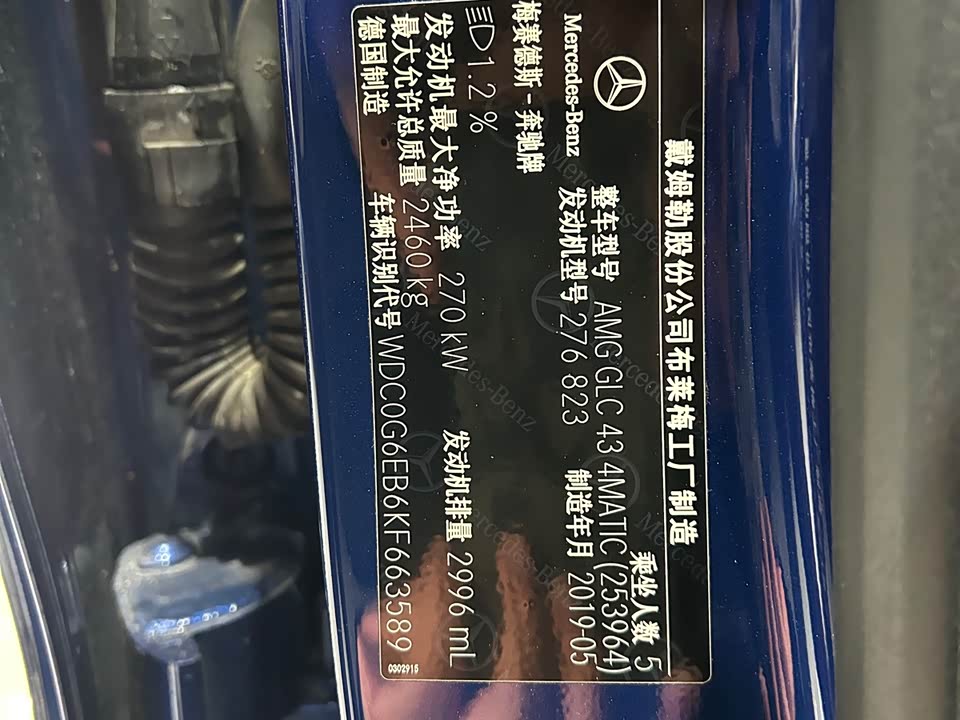 戴姆勒股份公司布莱梅工厂制造
乘坐人数 5
Mercedes-Benz
梅赛德斯-奔驰牌
整车型号 AMG GLC 43 4MATIC (253964)
发动机型号 276 823
制造年月 2019-05
1.2%
发动机最大净功率 270 kW
发动机排量 2996 mL
最大允许总质量 2460 kg
德国制造
车辆识别代号 WDC0G6EB6KF663589
0302915